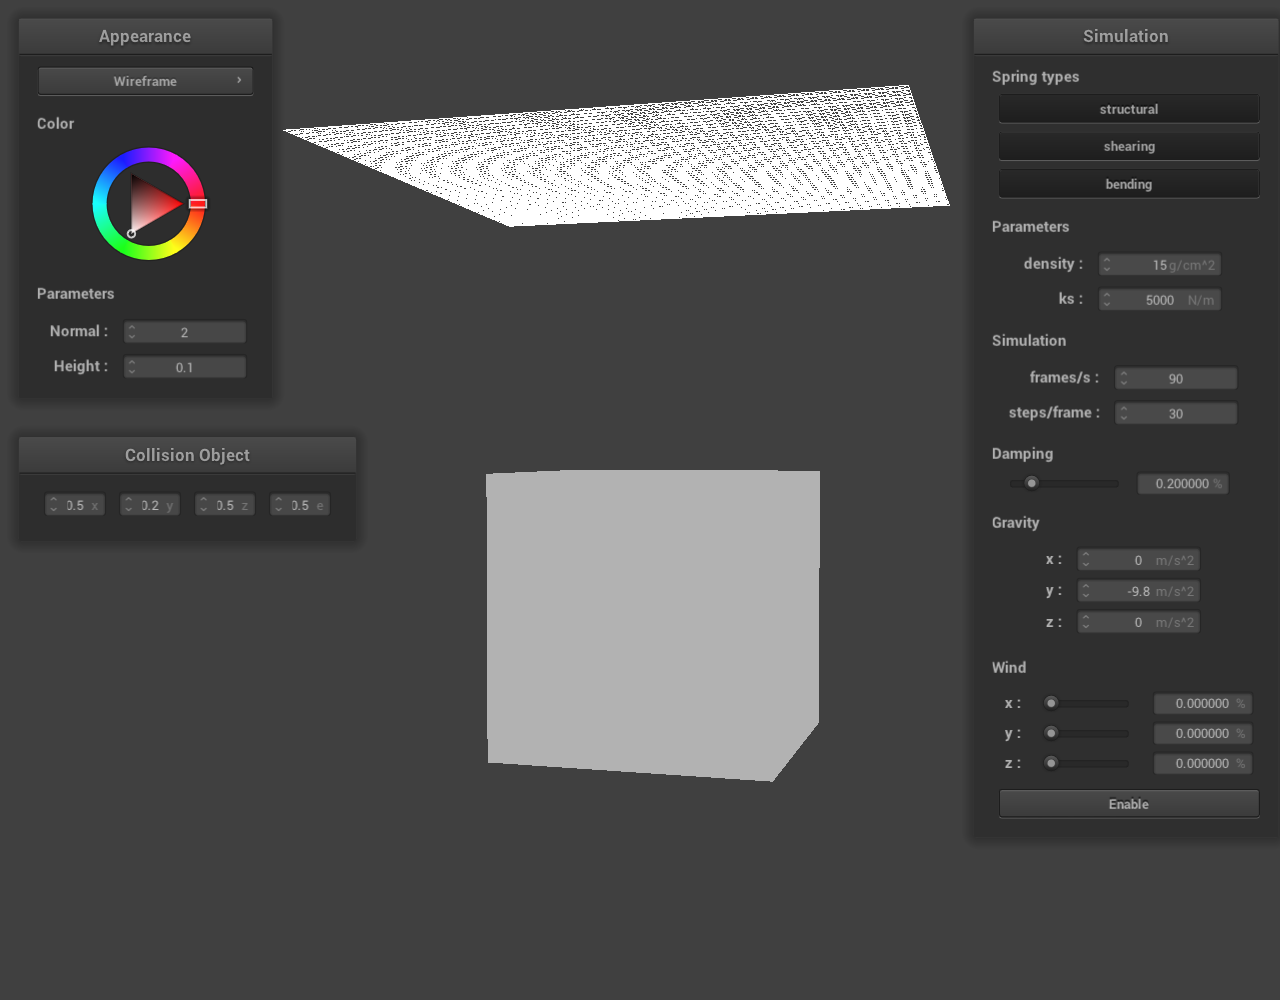 Appearance
Wireframe ›
Color
Parameters
Normal : 2
Height : 0.1
Collision Object
0.5 x 0.2 y 0.5 z 0.5 e
Simulation
Spring types
structural
shearing
bending
Parameters
density : 15 g/cm^2
ks : 5000 N/m
Simulation
frames/s : 90
steps/frame : 30
Damping
0.200000 %
Gravity
x : 0 m/s^2
y : -9.8 m/s^2
z : 0 m/s^2
Wind
x : 0.000000 %
y : 0.000000 %
z : 0.000000 %
Enable